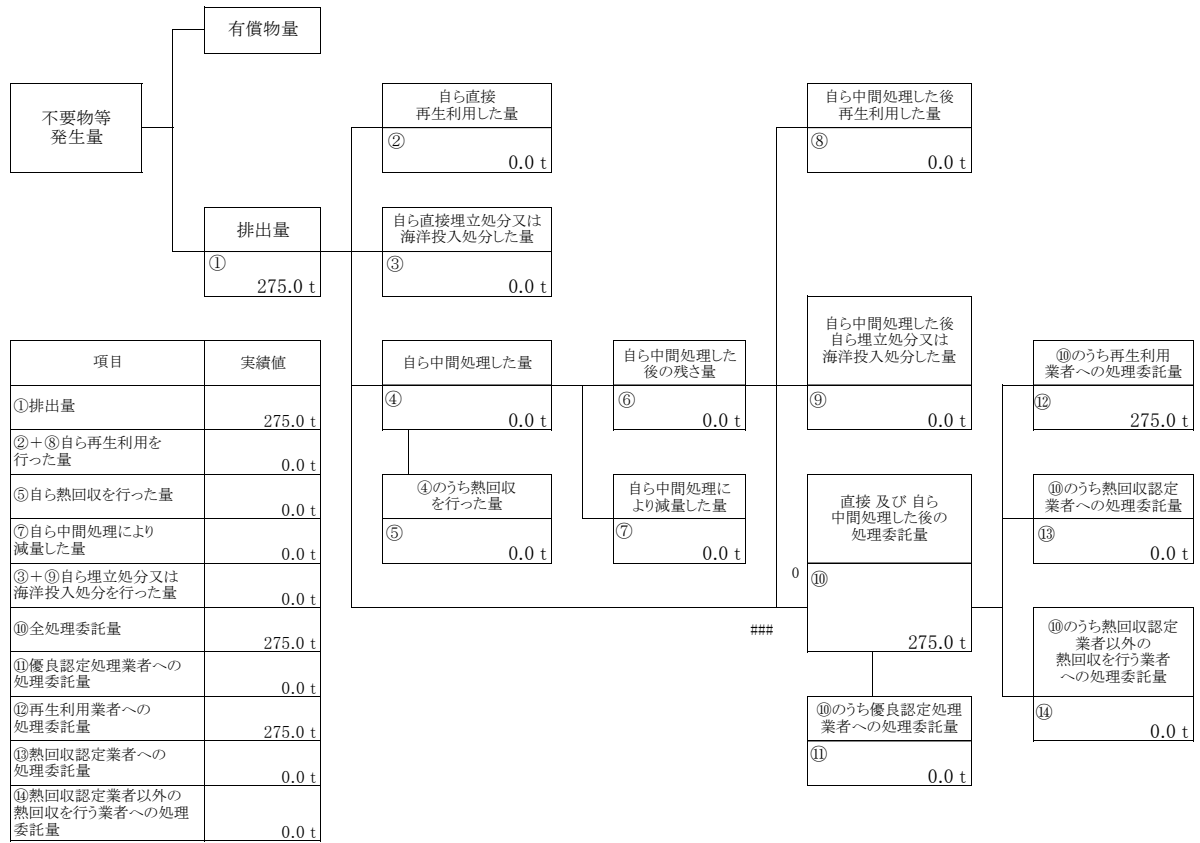 有償物量
不要物等
発生量
自ら直接
再生利用した量
②
0.0 t
自ら中間処理した後
再生利用した量
⑧
0.0 t
排出量
①
275.0 t
自ら直接埋立処分又は
海洋投入処分した量
③
0.0 t
自ら中間処理した量
④
0.0 t
自ら中間処理した
後の残さ量
⑥
0.0 t
自ら中間処理した後
自ら埋立処分又は
海洋投入処分した量
⑨
0.0 t
⑩のうち再生利用
業者への処理委託量
⑫
275.0 t
④のうち熱回収
を行った量
⑤
0.0 t
自ら中間処理に
より減量した量
⑦
0.0 t
直接 及び 自ら
中間処理した後の
処理委託量
0
⑩
###
275.0 t
⑩のうち熱回収認定
業者への処理委託量
⑬
0.0 t
⑩のうち熱回収認定
業者以外の
熱回収を行う業者
への処理委託量
⑭
0.0 t
⑩のうち優良認定処理
業者への処理委託量
⑪
0.0 t
項目 実績値
①排出量
275.0 t
②+⑧自ら再生利用を
行った量
0.0 t
⑤自ら熱回収を行った量
0.0 t
⑦自ら中間処理により
減量した量
0.0 t
③+⑨自ら埋立処分又は
海洋投入処分を行った量
0.0 t
⑩全処理委託量
275.0 t
⑪優良認定処理業者への
処理委託量
0.0 t
⑫再生利用業者への
処理委託量
275.0 t
⑬熱回収認定業者への
処理委託量
0.0 t
⑭熱回収認定業者以外の
熱回収を行う業者への処理
委託量
0.0 t